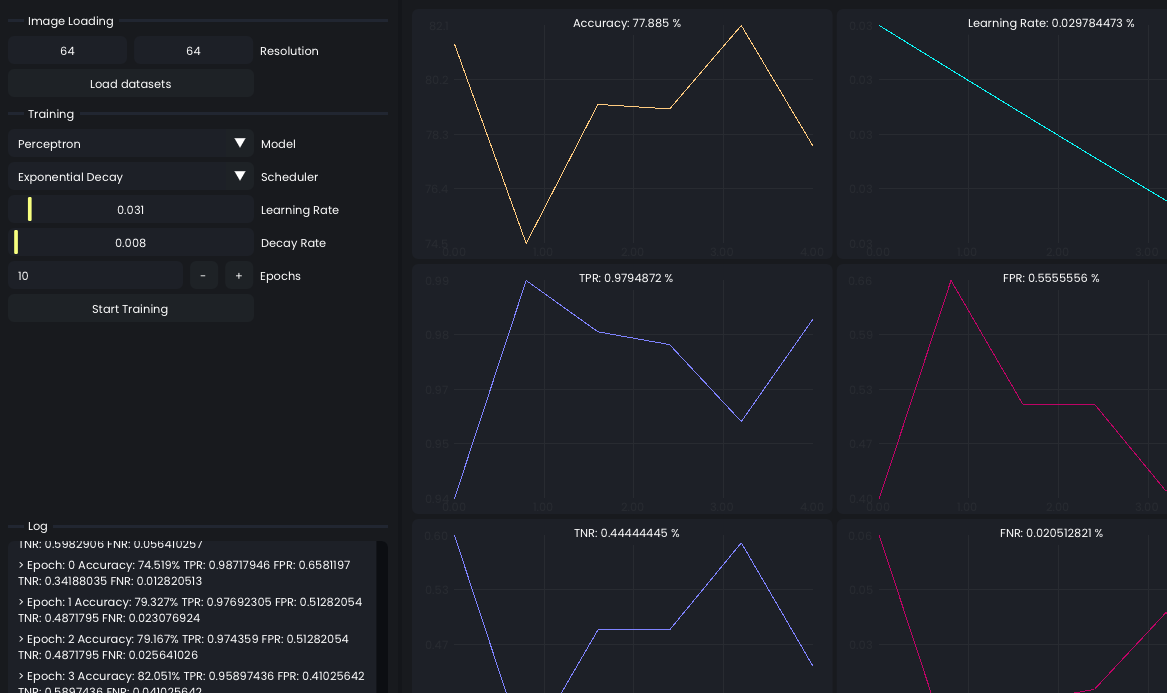 Image Loading
64 64 Resolution
Load datasets
Training
Perceptron Model
Exponential Decay Scheduler
0.031 Learning Rate
0.008 Decay Rate
10 - + Epochs
Start Training
Log
TNR: 0.5982906 FNR: 0.056410257
> Epoch: 0 Accuracy: 74.519% TPR: 0.98717946 FPR: 0.6581197
TNR: 0.34188035 FNR: 0.012820513
> Epoch: 1 Accuracy: 79.327% TPR: 0.97692305 FPR: 0.51282054
TNR: 0.4871795 FNR: 0.023076924
> Epoch: 2 Accuracy: 79.167% TPR: 0.974359 FPR: 0.51282054
TNR: 0.4871795 FNR: 0.025641026
> Epoch: 3 Accuracy: 82.051% TPR: 0.95897436 FPR: 0.41025642
TNR: 0.5897436 FNR: 0.041025642
Accuracy: 77.885 %
82.1
80.2
78.3
76.4
74.5
0.00 1.00 2.00 3.00 4.00
Learning Rate: 0.029784473 %
0.03
0.03
0.03
0.03
0.03
0.00 1.00 2.00 3.00
TPR: 0.9794872 %
0.99
0.98
0.97
0.95
0.94
0.00 1.00 2.00 3.00 4.00
FPR: 0.5555556 %
0.59
0.53
0.47
0.40
0.00 1.00 2.00 3.00
TNR: 0.44444445 %
0.60
0.53
0.47
FNR: 0.020512821 %
0.06
0.05
0.03